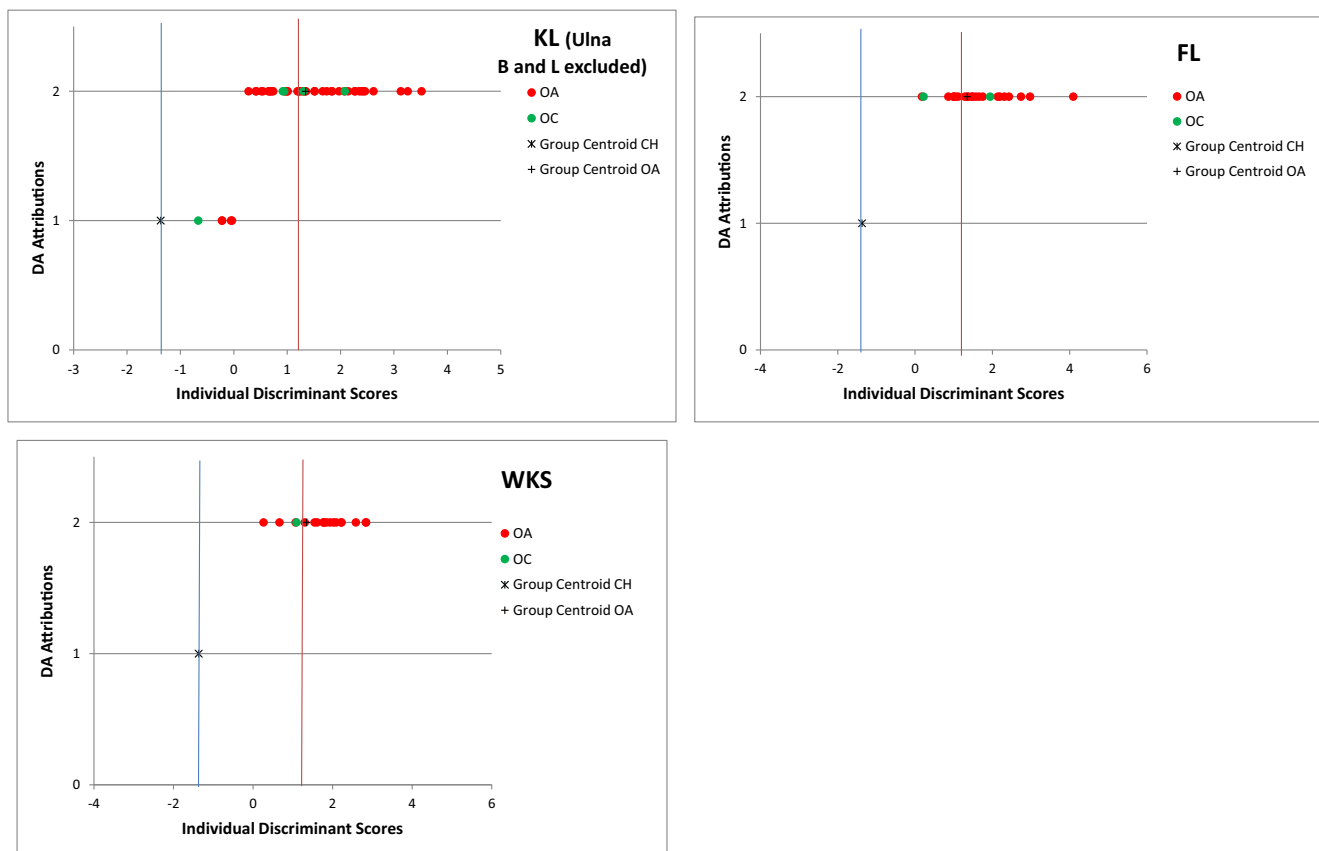 KL (Ulna
B and L excluded)
OA
OC
Group Centroid CH
Group Centroid OA
DA Attributions
2
1
0
-3 -2 -1 0 1 2 3 4 5
Individual Discriminant Scores
FL
OA
OC
Group Centroid CH
Group Centroid OA
DA Attributions
2
1
0
-4 -2 0 2 4 6
Individual Discriminant Scores
WKS
OA
OC
Group Centroid CH
Group Centroid OA
DA Attributions
2
1
0
-4 -2 0 2 4 6
Individual Discriminant Scores